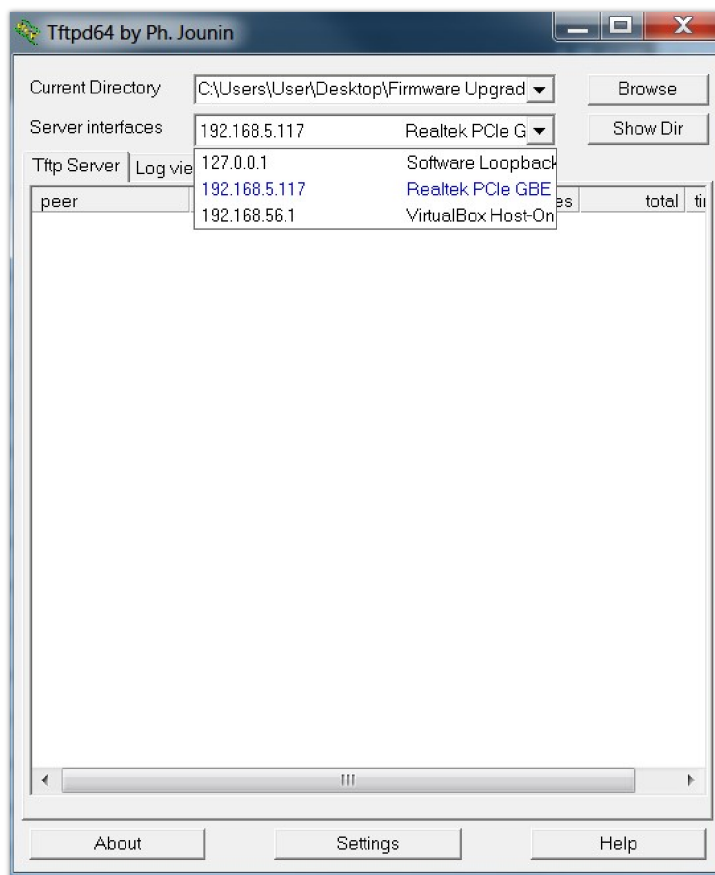 Tftpd64 by Ph. Jounin
Current Directory C:\Users\User\Desktop\Firmware Upgrad Browse
Server interfaces 192.168.5.117 Realtek PCIe G Show Dir
Tftp Server Log vie
127.0.0.1 Software Loopback
192.168.5.117 Realtek PCIe GBE
192.168.56.1 VirtualBox Host-On
peer es total tir
About Settings Help